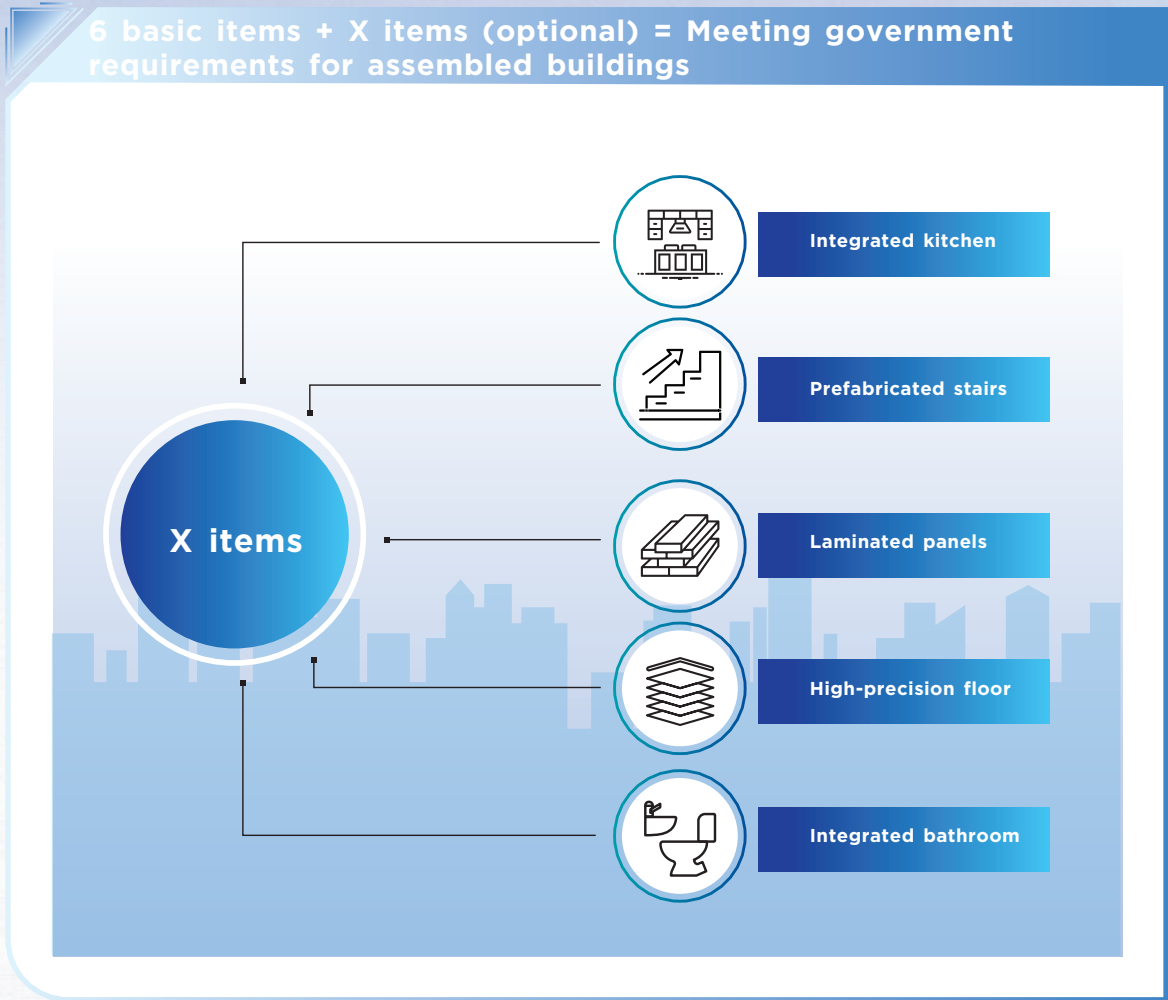 6 basic items + X items (optional) = Meeting government
requirements for assembled buildings
Integrated kitchen
Prefabricated stairs
X items
Laminated panels
High-precision floor
Integrated bathroom